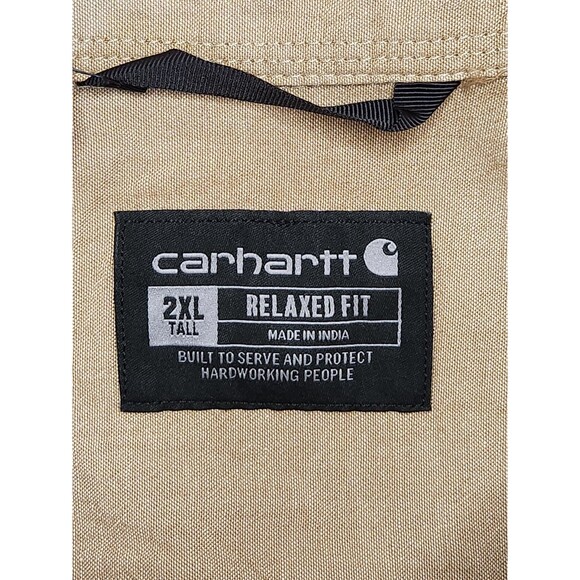 carhartt
2XL TALL
RELAXED FIT
MADE IN INDIA
BUILT TO SERVE AND PROTECT
HARDWORKING PEOPLE